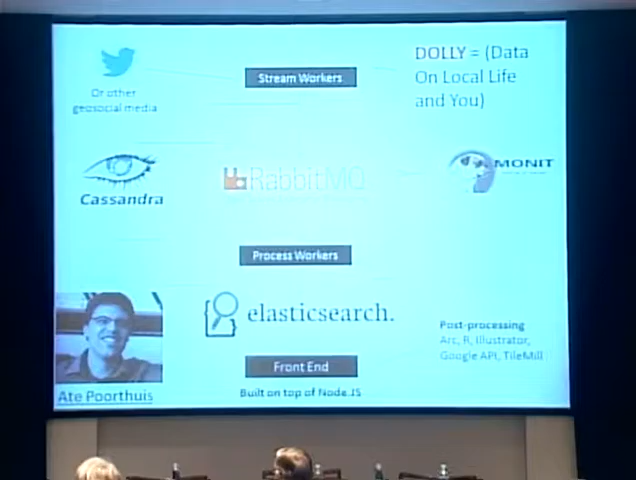 Stream Workers
DOLLY = (Data
On Local Life
and You)
Or other
geosocial media
Cassandra
RabbitMQ
MONIT
Process Workers
elasticsearch.
Post-processing
Arc, R, Illustrator,
Google API, TileMill
Front End
Built on top of Node.JS
Ate Poorthuis